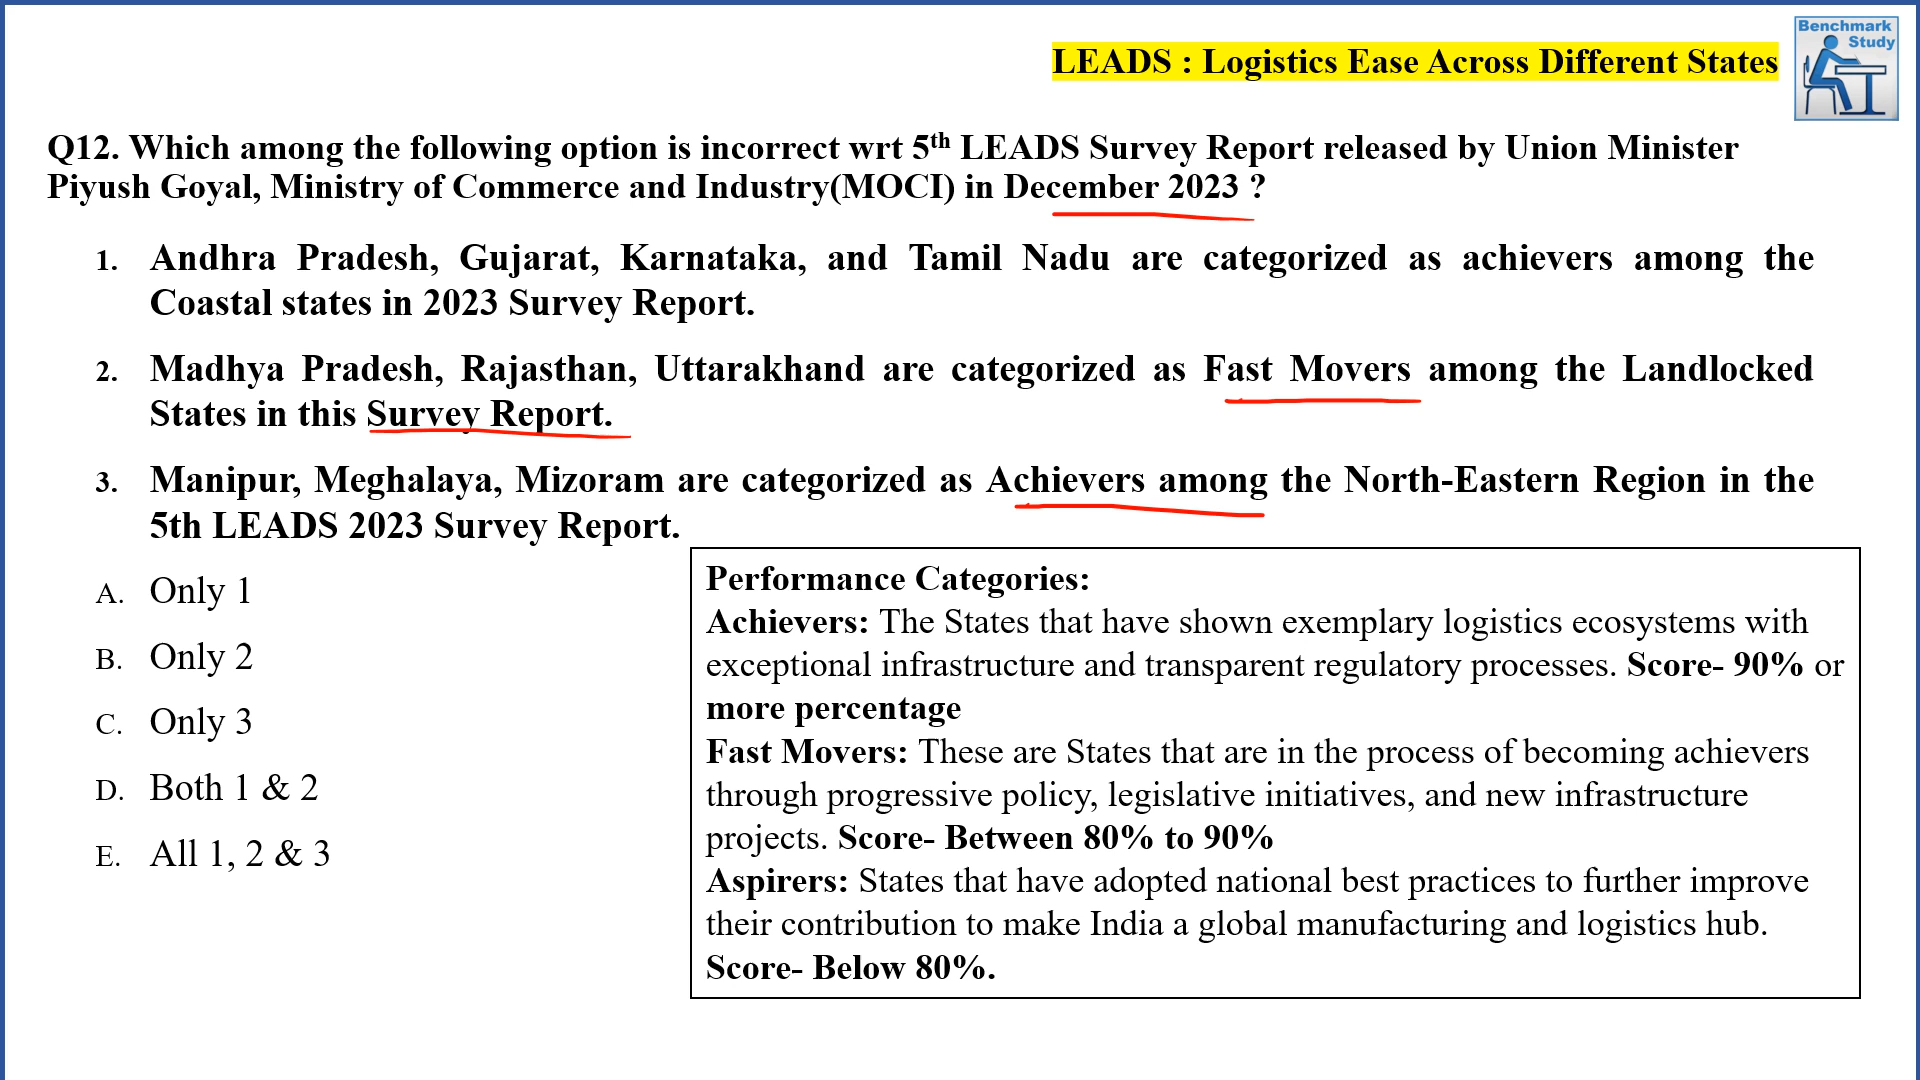 Benchmark
Study
LEADS : Logistics Ease Across Different States
Q12. Which among the following option is incorrect wrt 5th LEADS Survey Report released by Union Minister
Piyush Goyal, Ministry of Commerce and Industry(MOCI) in December 2023 ?
1. Andhra Pradesh, Gujarat, Karnataka, and Tamil Nadu are categorized as achievers among the
Coastal states in 2023 Survey Report.
2. Madhya Pradesh, Rajasthan, Uttarakhand are categorized as Fast Movers among the Landlocked
States in this Survey Report.
3. Manipur, Meghalaya, Mizoram are categorized as Achievers among the North-Eastern Region in the
5th LEADS 2023 Survey Report.
A. Only 1
B. Only 2
C. Only 3
D. Both 1 & 2
E. All 1, 2 & 3
Performance Categories:
Achievers: The States that have shown exemplary logistics ecosystems with
exceptional infrastructure and transparent regulatory processes. Score- 90% or
more percentage
Fast Movers: These are States that are in the process of becoming achievers
through progressive policy, legislative initiatives, and new infrastructure
projects. Score- Between 80% to 90%
Aspirers: States that have adopted national best practices to further improve
their contribution to make India a global manufacturing and logistics hub.
Score- Below 80%.